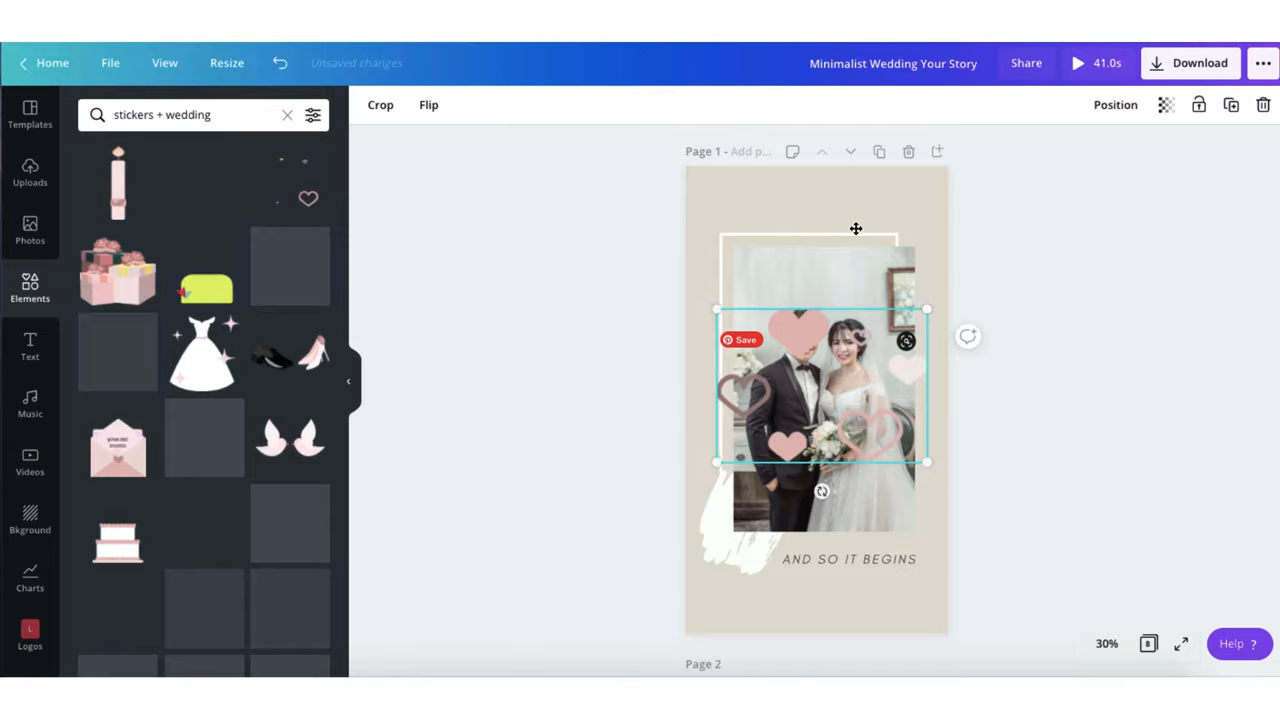 Home
File
View
Resize
Unsaved changes
Minimalist Wedding Your Story
Share
41.0s
Download
Templates
Uploads
Photos
Elements
Text
Music
Videos
Bkground
Charts
L
Logos
stickers + wedding
Crop
Flip
Position
Page 1 - Add p...
Save
AND SO IT BEGINS
Page 2
30%
8
Help ?